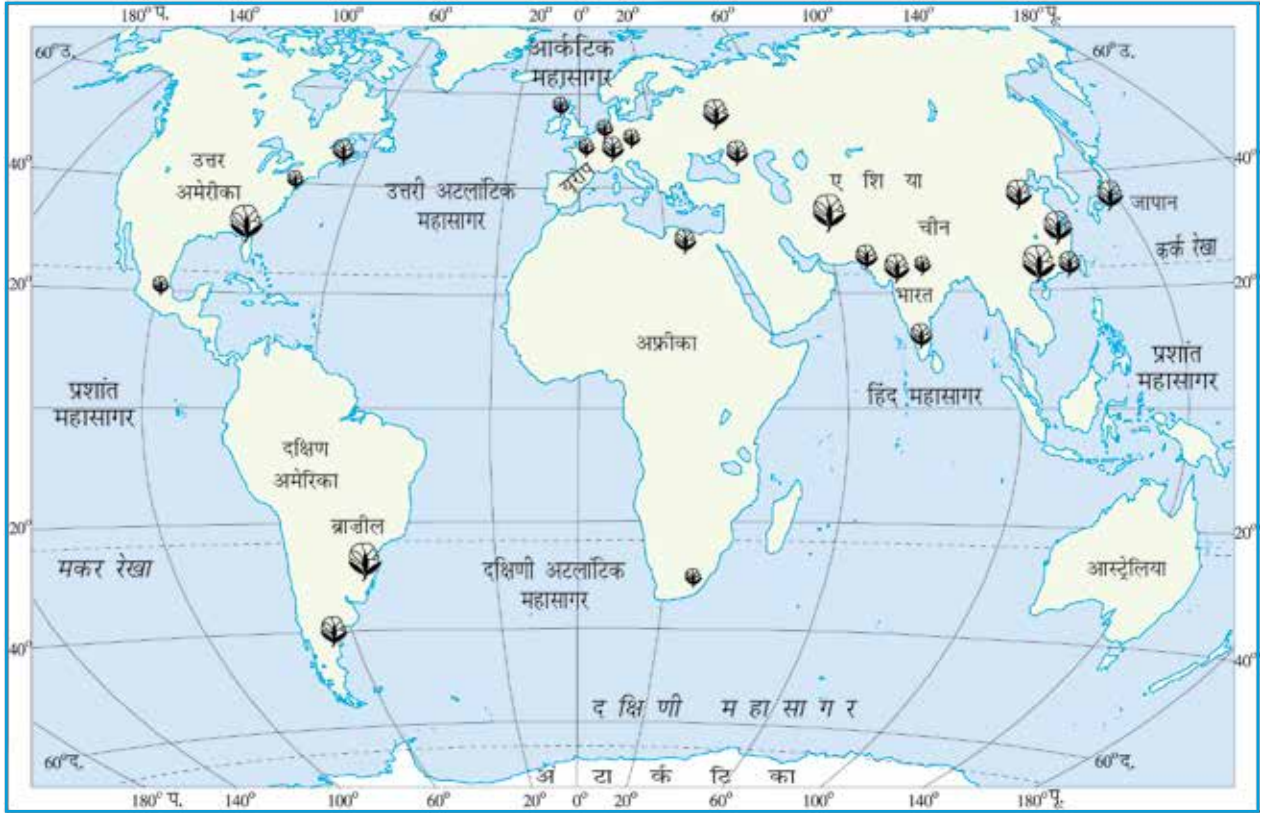 180° प. 140° 100° 60° 20° 0° 20° 60° 100° 140° 180° पू.
60° उ. 60° उ.
आर्कटिक
महासागर
उत्तर
अमेरीका
40° 40°
उत्तरी अटलांटिक
महासागर
यूरोप
ए शि या
जापान
चीन
कर्क रेखा
20° 20°
भारत
अफ्रीका
प्रशांत
महासागर
हिंद महासागर
प्रशांत
महासागर
दक्षिण
अमेरिका
ब्राज़ील
20° 20°
मकर रेखा
दक्षिणी अटलांटिक
महासागर
आस्ट्रेलिया
40° 40°
द क्षि णी म हा सा ग र
60° द. 60° द.
अं टा र्क टि का
180° प. 140° 100° 60° 20° 0° 20° 60° 100° 140° 180° पू.